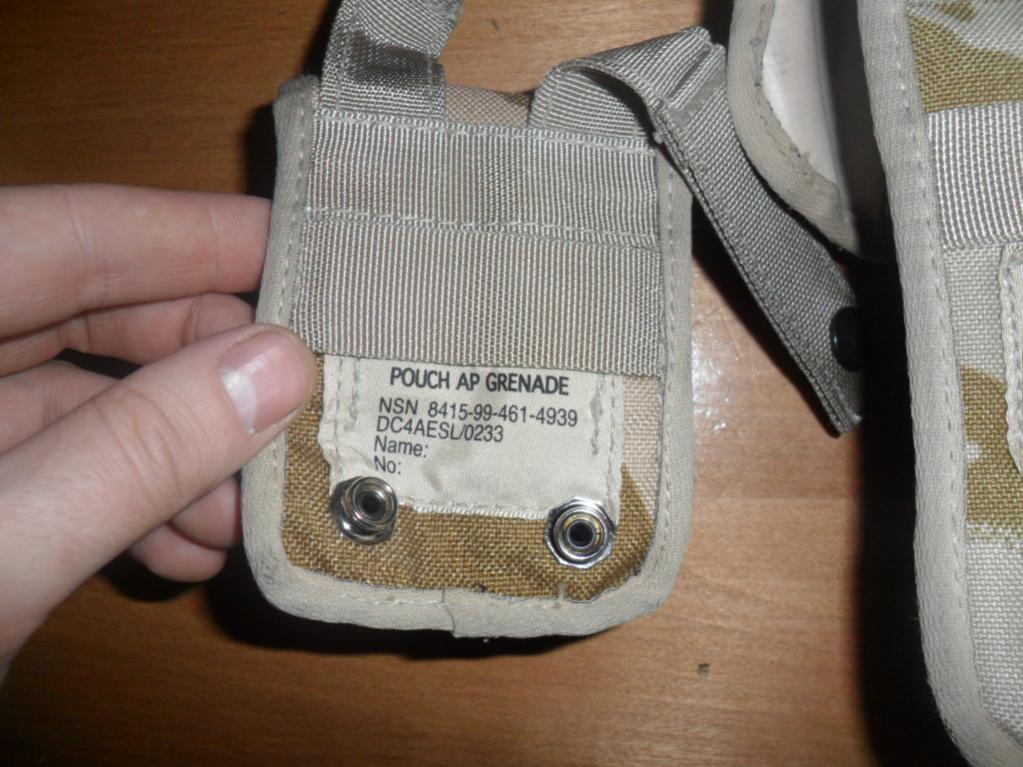 POUCH AP GRENADE
NSN 8415-99-461-4939
DC4AESL/0233
Name:
No: